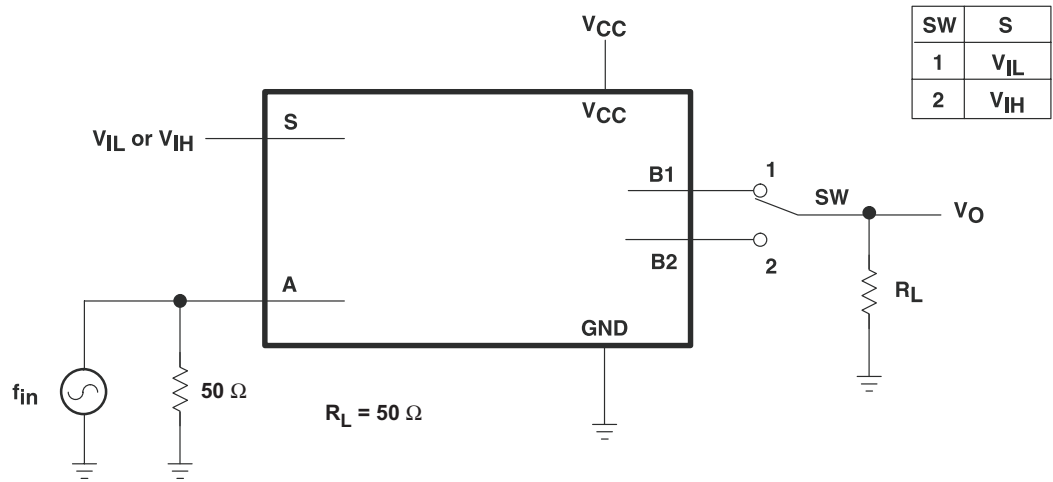 VCC
SW S
1 VIL
2 VIH
VCC
S
VIL or VIH
B1
1
SW
VO
B2
2
A
RL
GND
fin
50 Ω
RL = 50 Ω